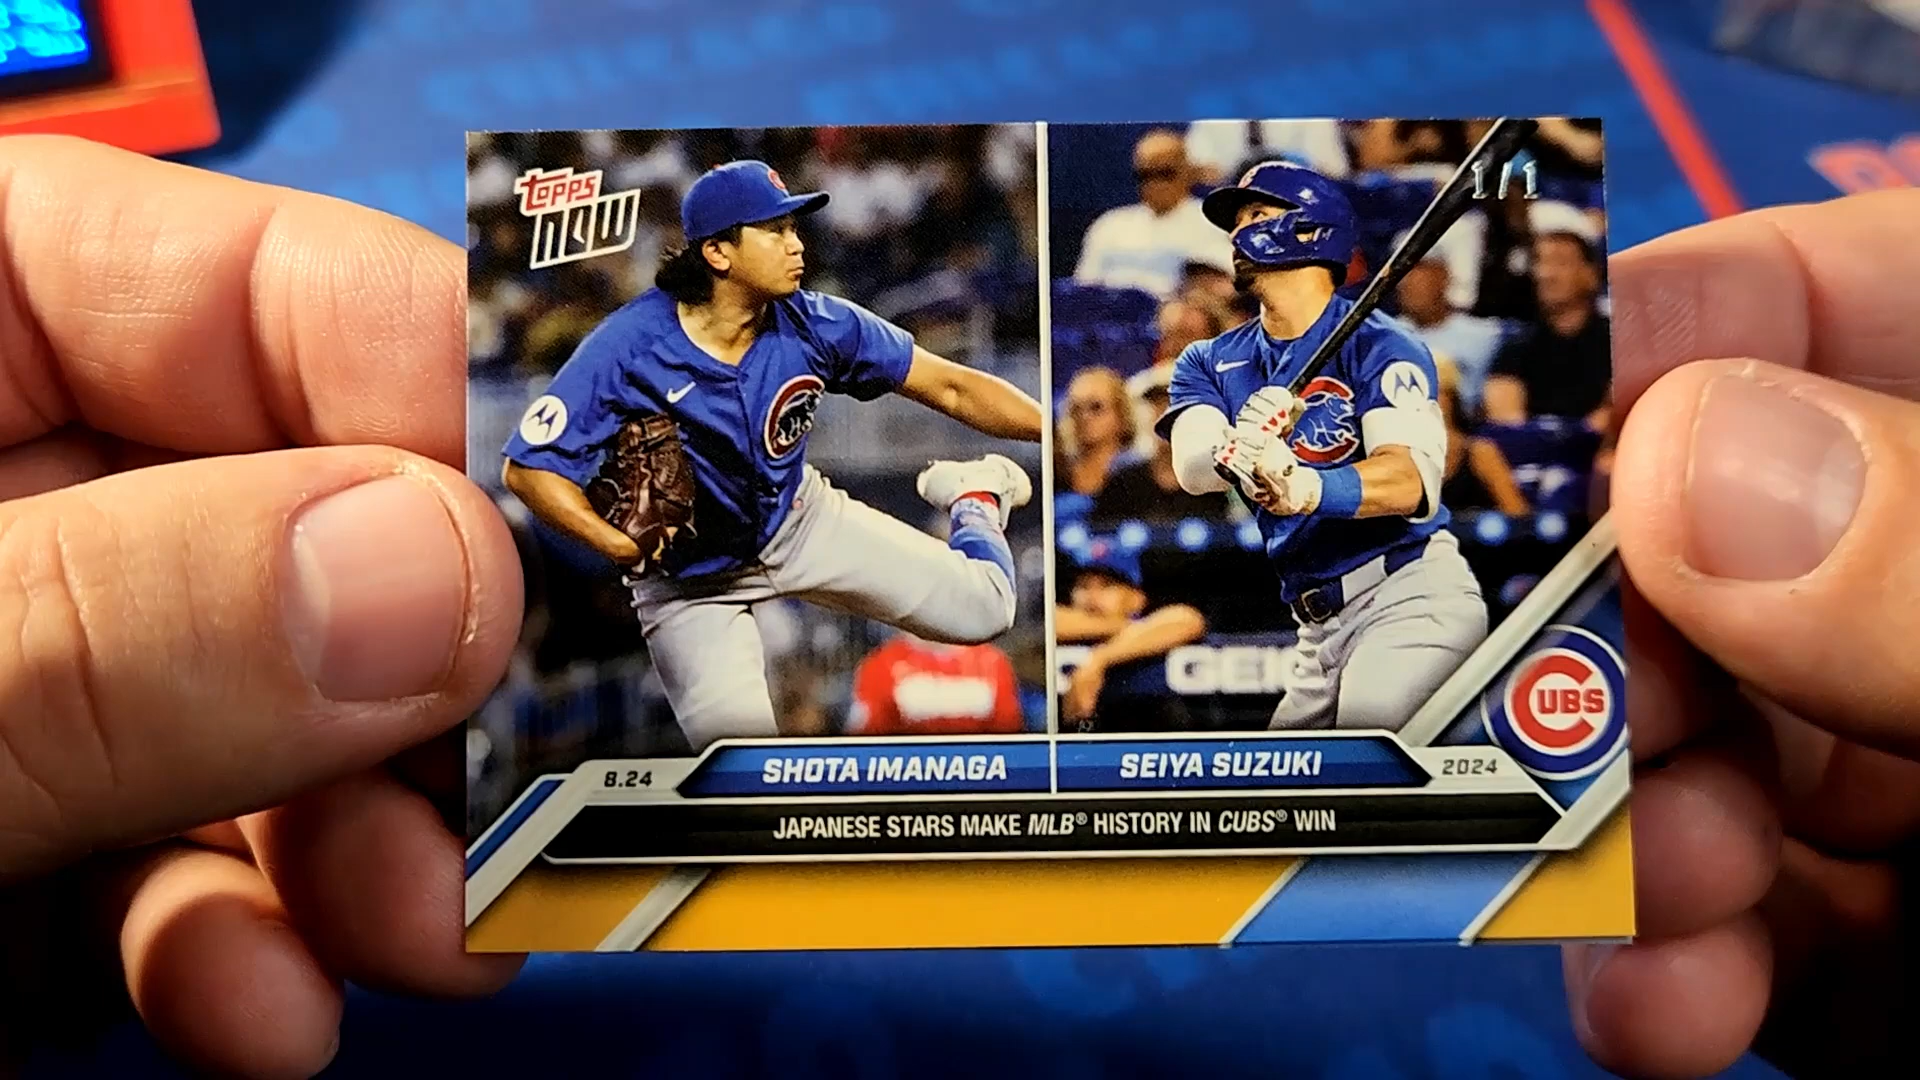 topps
now
1/1
GEIC
8.24
SHOTA IMANAGA
SEIYA SUZUKI
2024
CUBS
JAPANESE STARS MAKE MLB® HISTORY IN CUBS® WIN